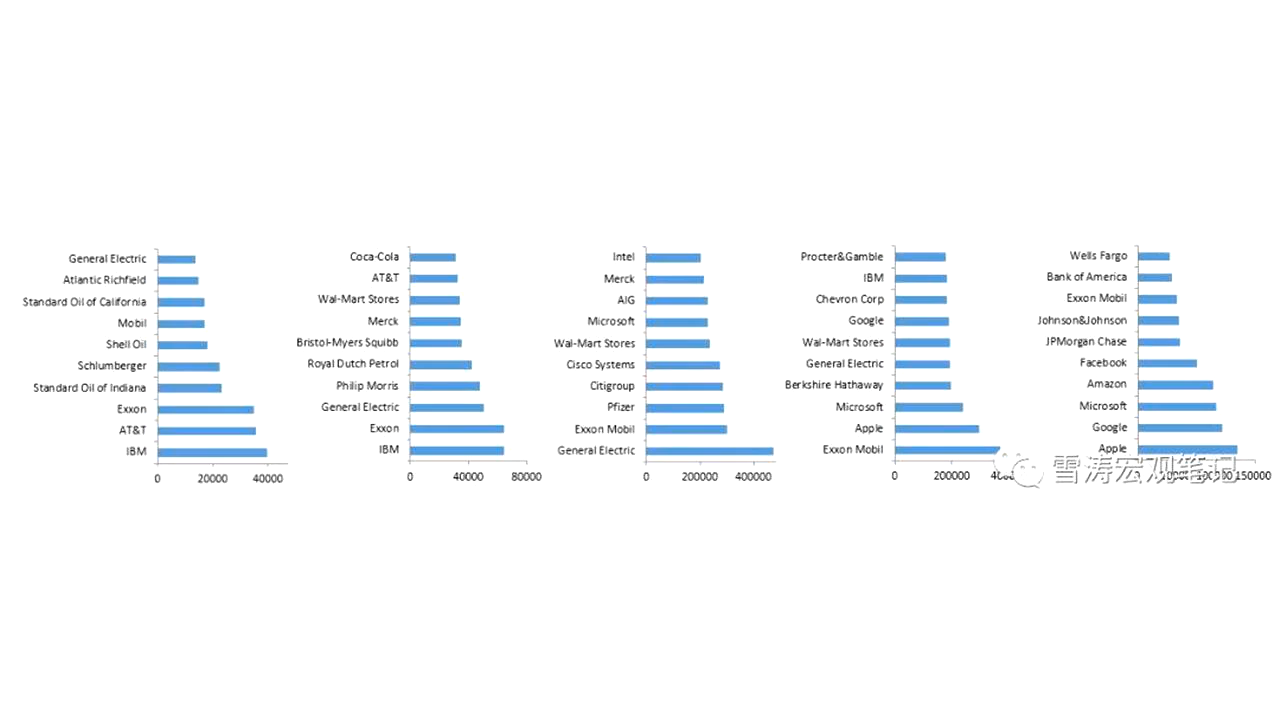 General Electric
Atlantic Richfield
Standard Oil of California
Mobil
Shell Oil
Schlumberger
Standard Oil of Indiana
Exxon
AT&T
IBM
0 20000 40000
Coca-Cola
AT&T
Wal-Mart Stores
Merck
Bristol-Myers Squibb
Royal Dutch Petrol
Philip Morris
General Electric
Exxon
IBM
0 40000 80000
Intel
Merck
AIG
Microsoft
Wal-Mart Stores
Cisco Systems
Citigroup
Pfizer
Exxon Mobil
General Electric
0 200000 400000
Procter&Gamble
IBM
Chevron Corp
Google
Wal-Mart Stores
General Electric
Berkshire Hathaway
Microsoft
Apple
Exxon Mobil
0 200000
Wells Fargo
Bank of America
Exxon Mobil
Johnson&Johnson
JPMorgan Chase
Facebook
Amazon
Microsoft
Google
Apple
雪涛宏观笔记